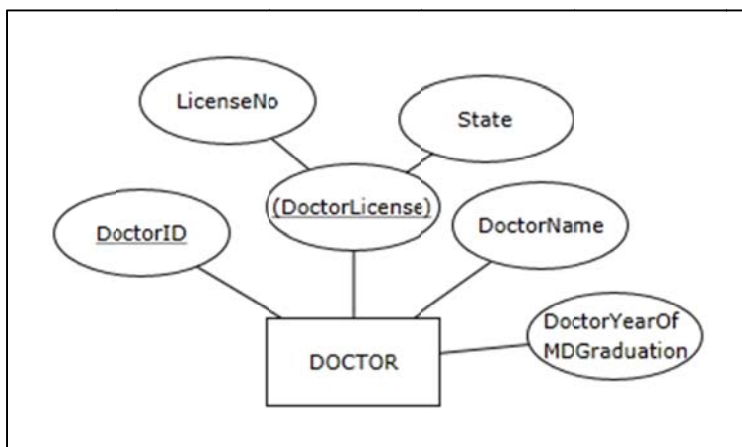 LicenseNo
State
(DoctorLicense)
DoctorID
DoctorName
DoctorYearOf
MDGraduation
DOCTOR